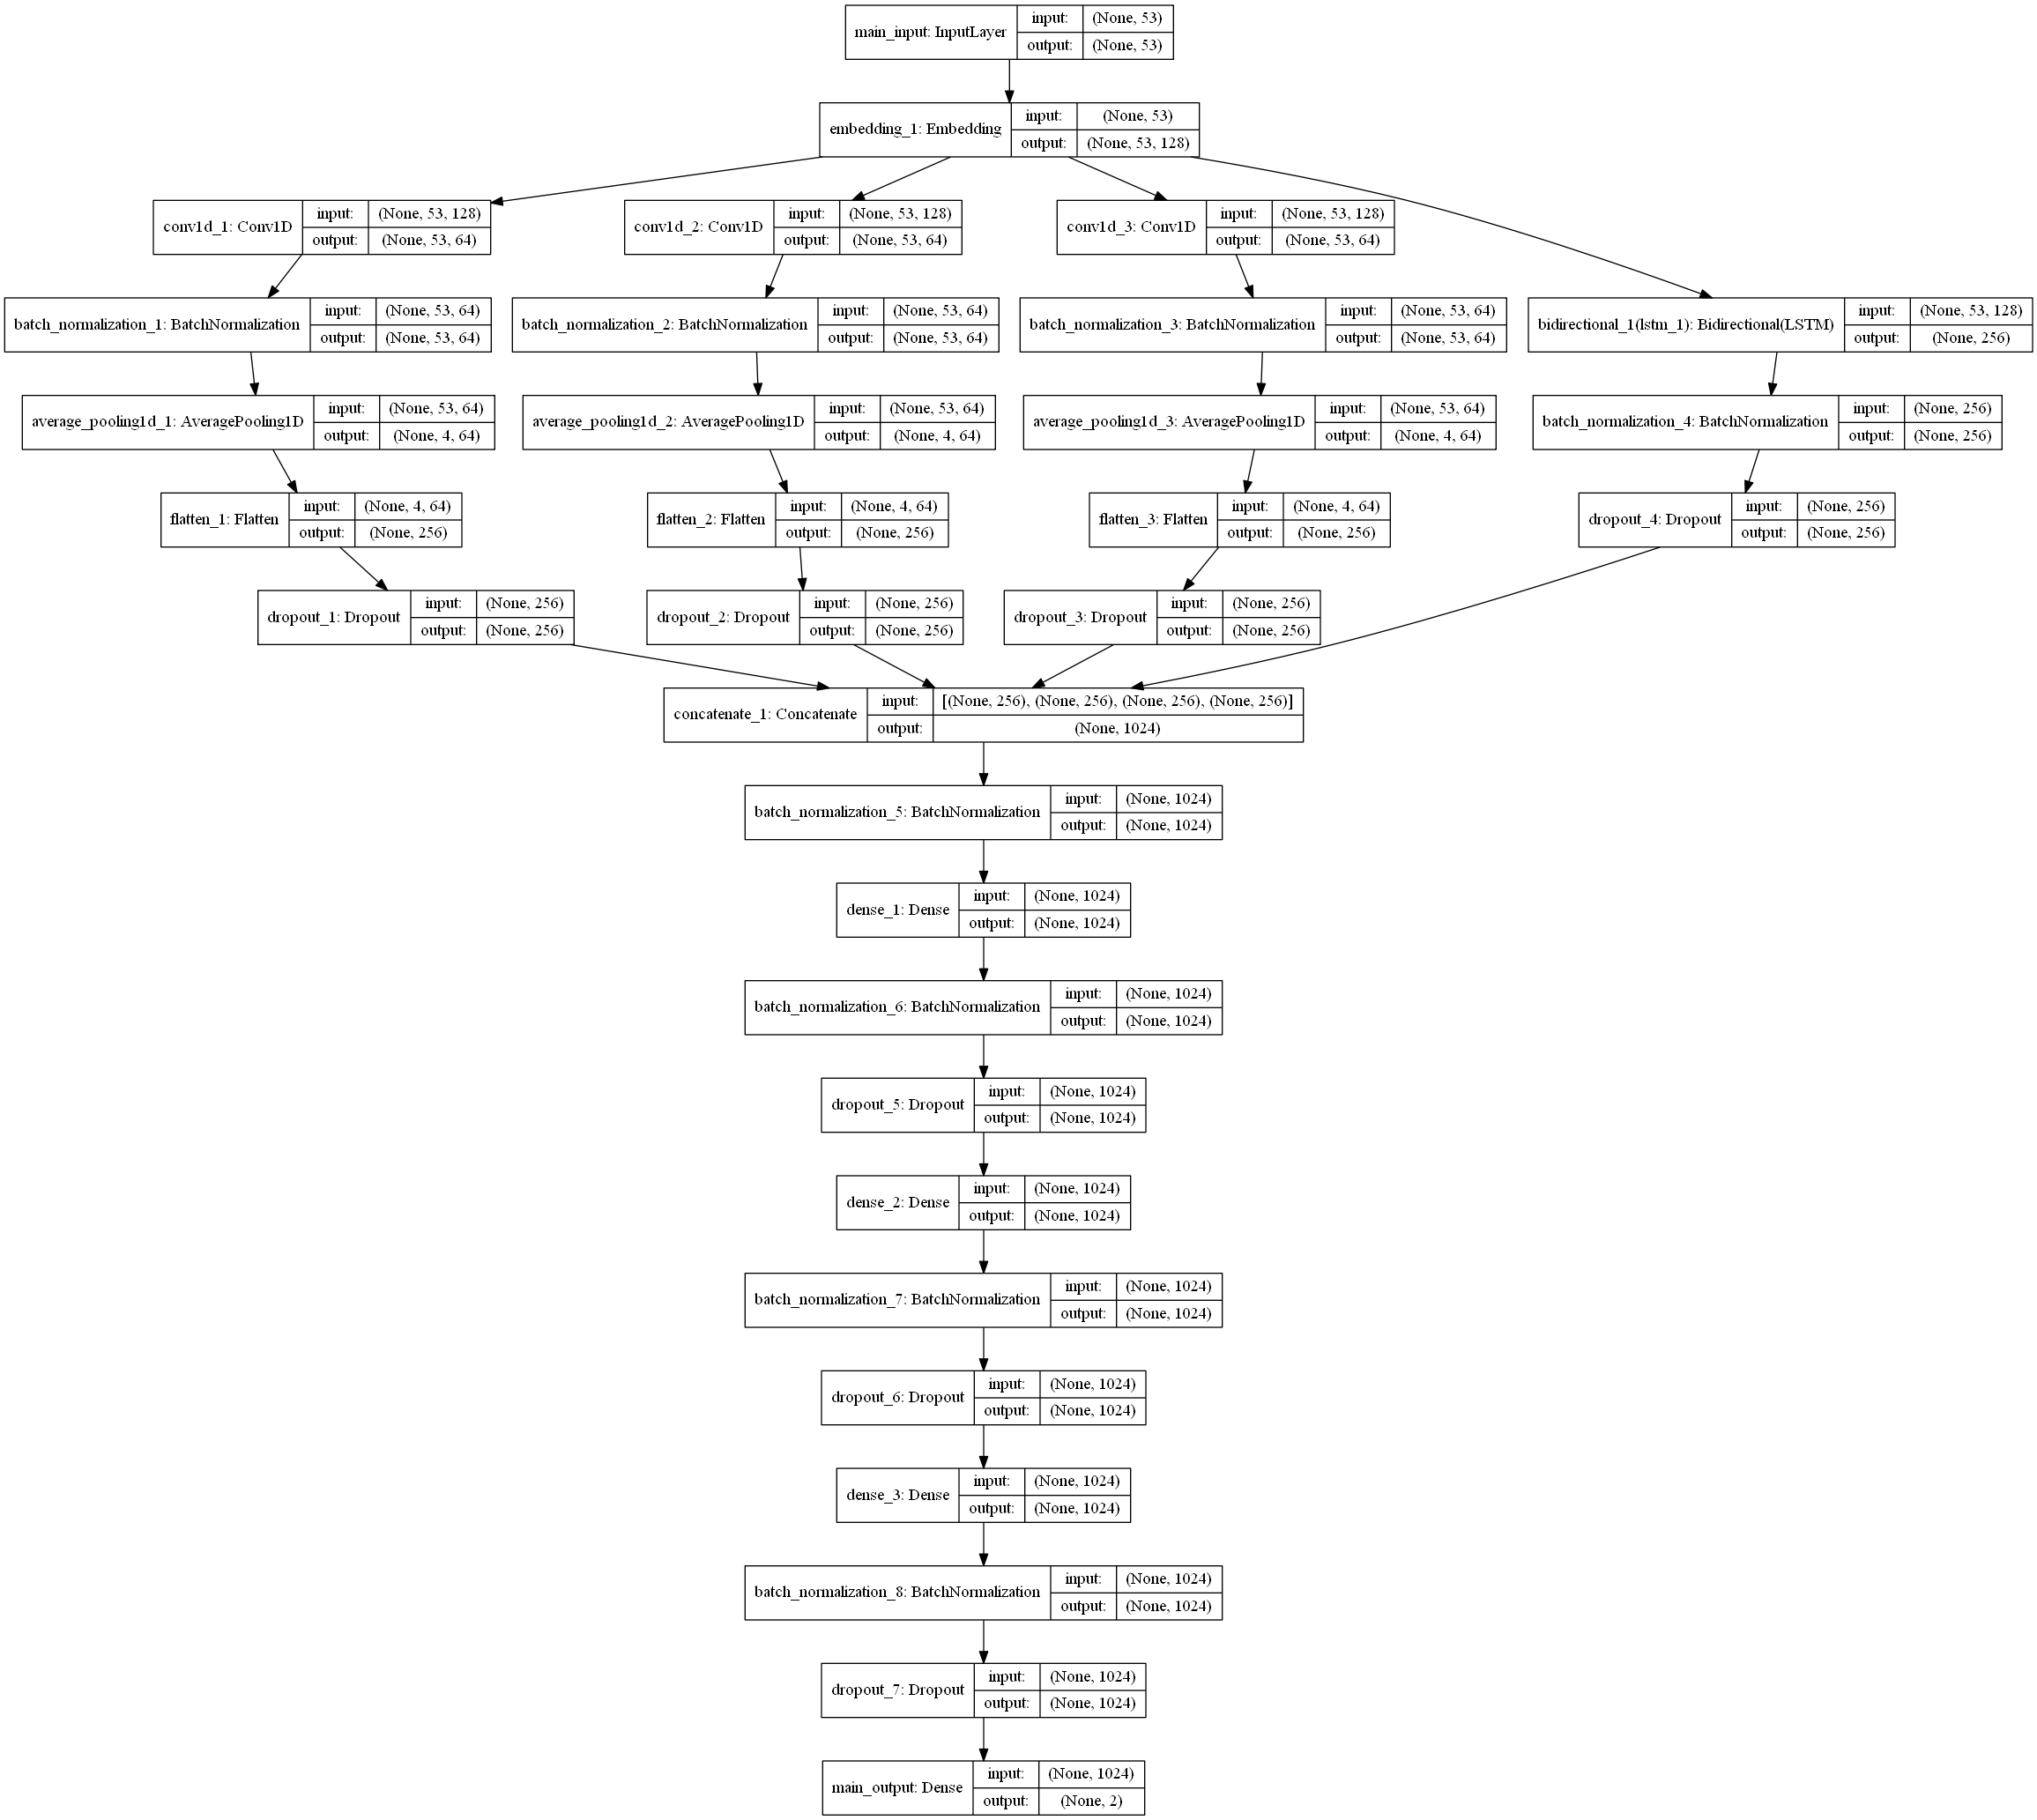 main_input: InputLayer
input: (None, 53)
output: (None, 53)
embedding_1: Embedding
input: (None, 53)
output: (None, 53, 128)
conv1d_1: Conv1D
input: (None, 53, 128)
output: (None, 53, 64)
conv1d_2: Conv1D
input: (None, 53, 128)
output: (None, 53, 64)
conv1d_3: Conv1D
input: (None, 53, 128)
output: (None, 53, 64)
batch_normalization_1: BatchNormalization
input: (None, 53, 64)
output: (None, 53, 64)
batch_normalization_2: BatchNormalization
input: (None, 53, 64)
output: (None, 53, 64)
batch_normalization_3: BatchNormalization
input: (None, 53, 64)
output: (None, 53, 64)
bidirectional_1(lstm_1): Bidirectional(LSTM)
input: (None, 53, 128)
output: (None, 256)
average_pooling1d_1: AveragePooling1D
input: (None, 53, 64)
output: (None, 4, 64)
average_pooling1d_2: AveragePooling1D
input: (None, 53, 64)
output: (None, 4, 64)
average_pooling1d_3: AveragePooling1D
input: (None, 53, 64)
output: (None, 4, 64)
batch_normalization_4: BatchNormalization
input: (None, 256)
output: (None, 256)
flatten_1: Flatten
input: (None, 4, 64)
output: (None, 256)
flatten_2: Flatten
input: (None, 4, 64)
output: (None, 256)
flatten_3: Flatten
input: (None, 4, 64)
output: (None, 256)
dropout_4: Dropout
input: (None, 256)
output: (None, 256)
dropout_1: Dropout
input: (None, 256)
output: (None, 256)
dropout_2: Dropout
input: (None, 256)
output: (None, 256)
dropout_3: Dropout
input: (None, 256)
output: (None, 256)
concatenate_1: Concatenate
input: [(None, 256), (None, 256), (None, 256), (None, 256)]
output: (None, 1024)
batch_normalization_5: BatchNormalization
input: (None, 1024)
output: (None, 1024)
dense_1: Dense
input: (None, 1024)
output: (None, 1024)
batch_normalization_6: BatchNormalization
input: (None, 1024)
output: (None, 1024)
dropout_5: Dropout
input: (None, 1024)
output: (None, 1024)
dense_2: Dense
input: (None, 1024)
output: (None, 1024)
batch_normalization_7: BatchNormalization
input: (None, 1024)
output: (None, 1024)
dropout_6: Dropout
input: (None, 1024)
output: (None, 1024)
dense_3: Dense
input: (None, 1024)
output: (None, 1024)
batch_normalization_8: BatchNormalization
input: (None, 1024)
output: (None, 1024)
dropout_7: Dropout
input: (None, 1024)
output: (None, 1024)
main_output: Dense
input: (None, 1024)
output: (None, 2)